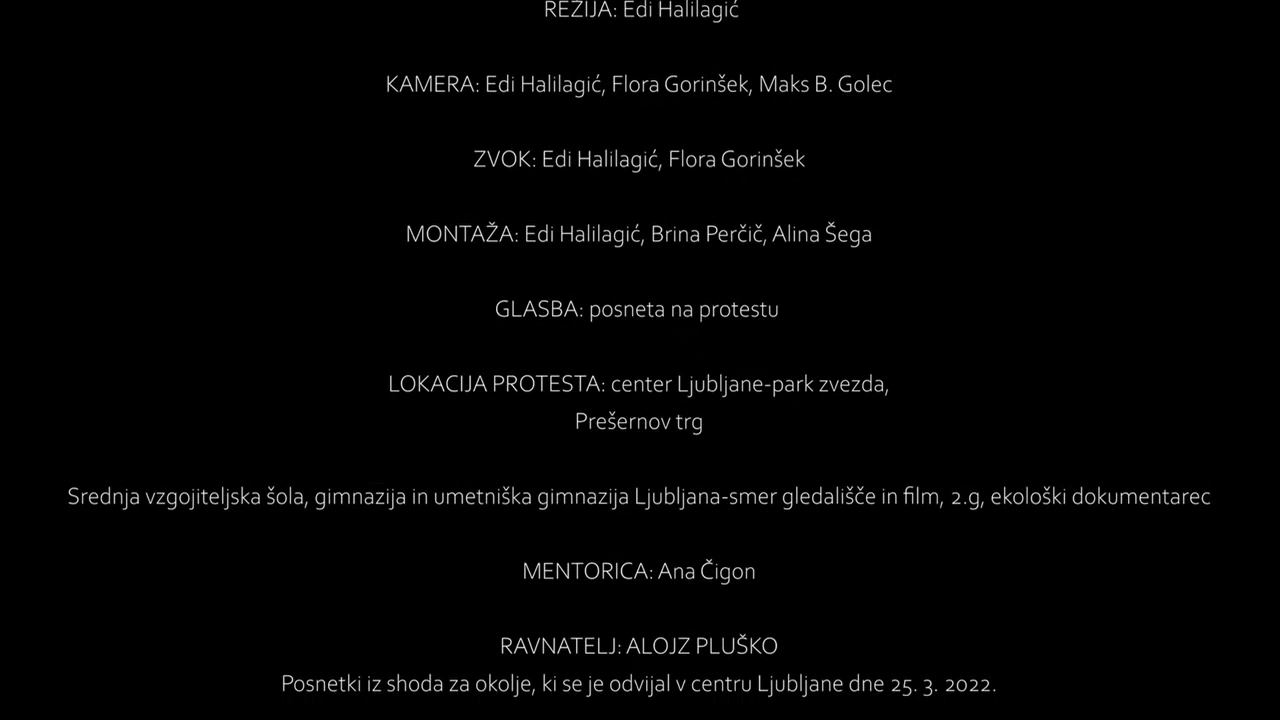 REŽIJA: Edi Halilagić
KAMERA: Edi Halilagić, Flora Gorinšek, Maks B. Golec
ZVOK: Edi Halilagić, Flora Gorinšek
MONTAŽA: Edi Halilagić, Brina Perčič, Alina Šega
GLASBA: posneta na protestu
LOKACIJA PROTESTA: center Ljubljane-park zvezda,
Prešernov trg
Srednja vzgojiteljska šola, gimnazija in umetniška gimnazija Ljubljana-smer gledališče in film, 2.g, ekološki dokumentarec
MENTORICA: Ana Čigon
RAVNATELJ: ALOJZ PLUŠKO
Posnetki iz shoda za okolje, ki se je odvijal v centru Ljubljane dne 25. 3. 2022.